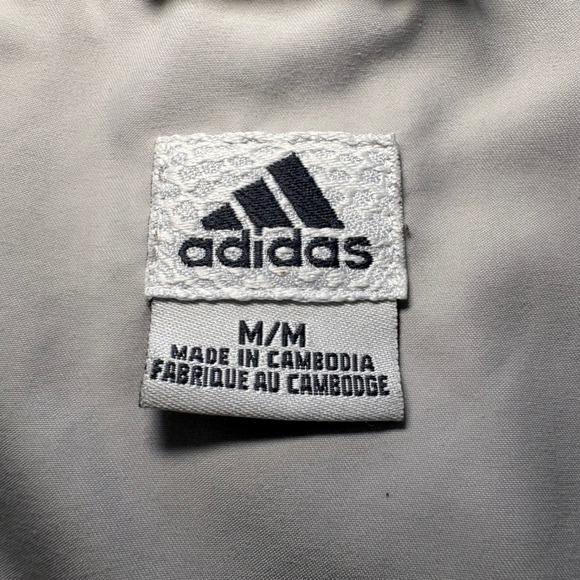 adidas
M/M
MADE IN CAMBODIA
FABRIQUE AU CAMBODGE